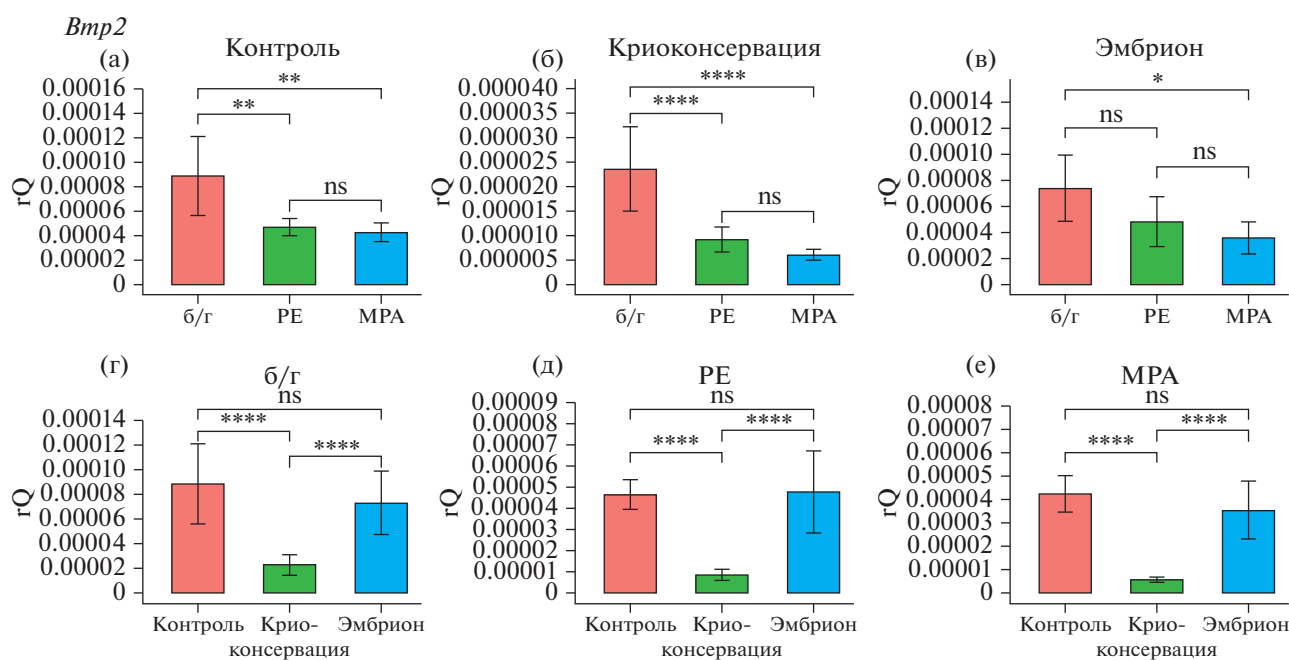 Bmp2
(а)
Контроль
0.00016
0.00014
0.00012
0.00010
0.00008
0.00006
0.00004
0.00002
0
rQ
**
**
ns
б/г
PE
MPA
(б)
Криоконсервация
0.000040
0.000035
0.000030
0.000025
0.000020
0.000015
0.000010
0.000005
0
rQ
****
****
ns
б/г
PE
MPA
(в)
Эмбрион
0.00014
0.00012
0.00010
0.00008
0.00006
0.00004
0.00002
0
rQ
*
ns
ns
б/г
PE
MPA
(г)
б/г
0.00014
0.00012
0.00010
0.00008
0.00006
0.00004
0.00002
0
rQ
ns
****
****
Контроль
Крио-
консервация
Эмбрион
(д)
PE
0.00009
0.00008
0.00007
0.00006
0.00005
0.00004
0.00003
0.00002
0.00001
0
rQ
ns
****
****
Контроль
Крио-
консервация
Эмбрион
(е)
MPA
0.00008
0.00007
0.00006
0.00005
0.00004
0.00003
0.00002
0.00001
0
rQ
ns
****
****
Контроль
Крио-
консервация
Эмбрион